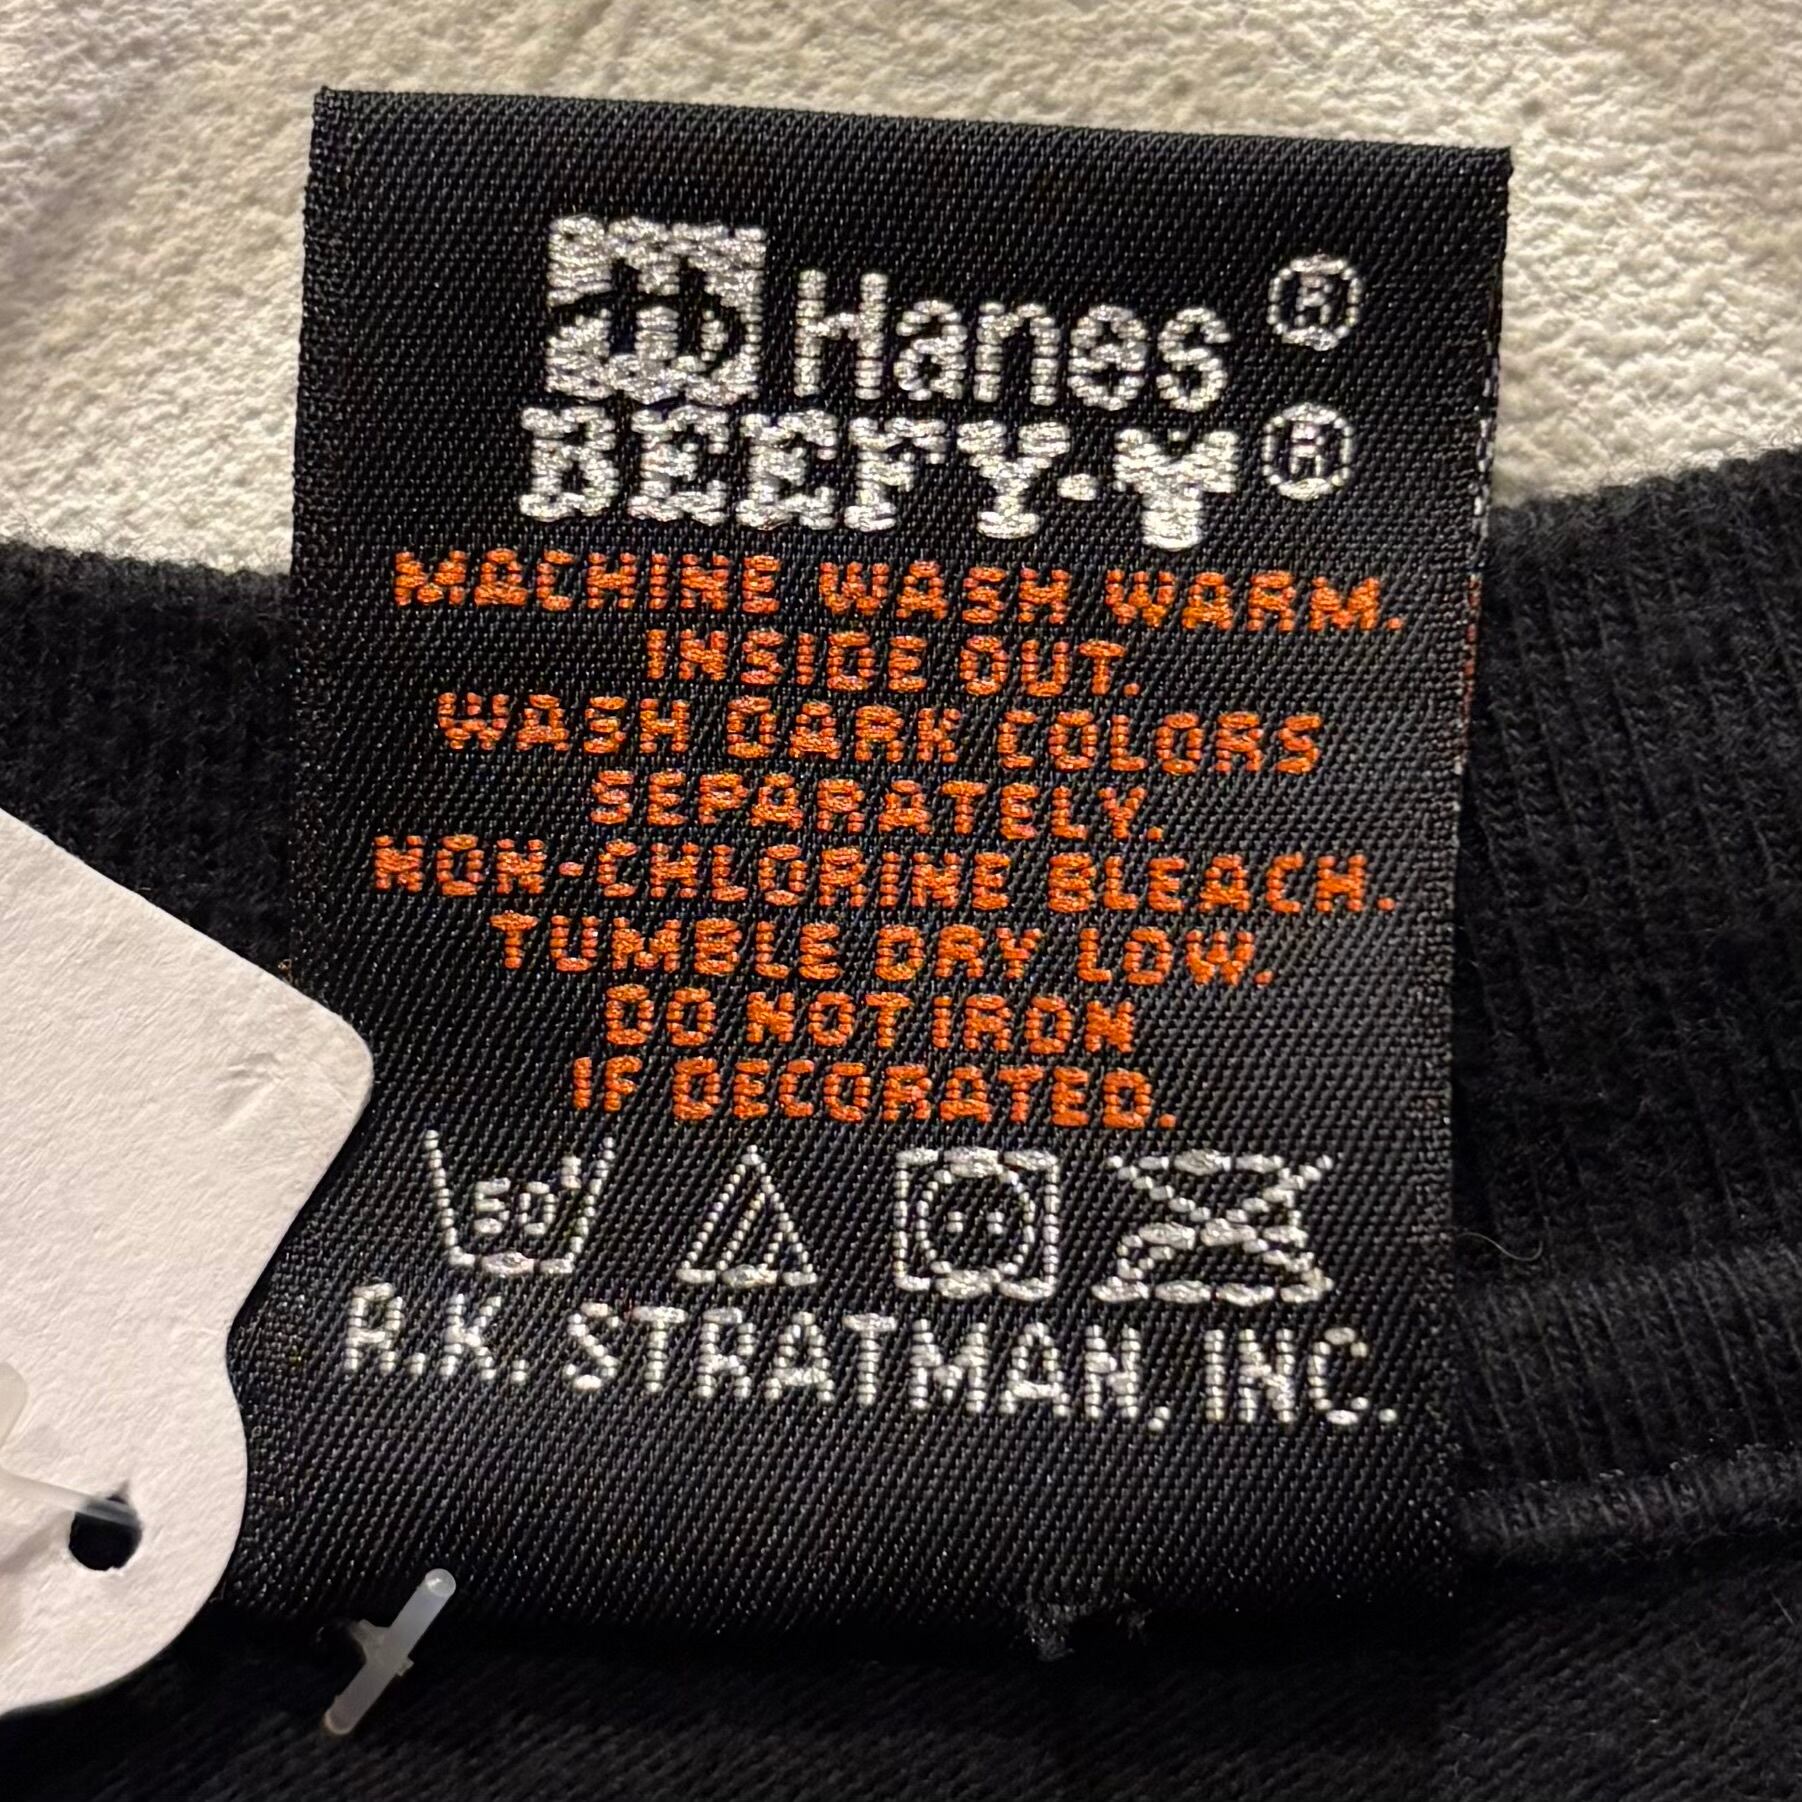 Hanes ®
BEEFY-T ®
MACHINE WASH WARM.
INSIDE OUT.
WASH DARK COLORS
SEPARATELY.
NON-CHLORINE BLEACH.
TUMBLE DRY LOW.
DO NOT IRON
IF DECORATED.
50°
R.K. STRATMAN, INC.